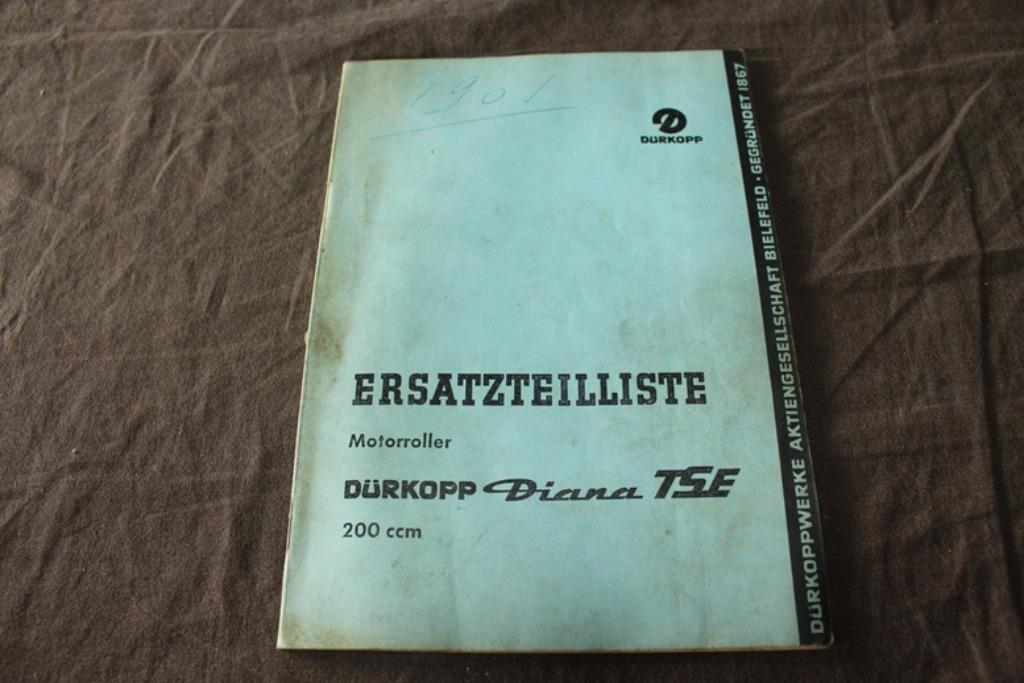 1901
DÜRKOPP
ERSATZTEILLISTE
Motorroller
DÜRKOPP Diana TSE
200 ccm
DÜRKOPPWERKE AKTIENGESELLSCHAFT BIELEFELD · GEGRÜNDET 1867